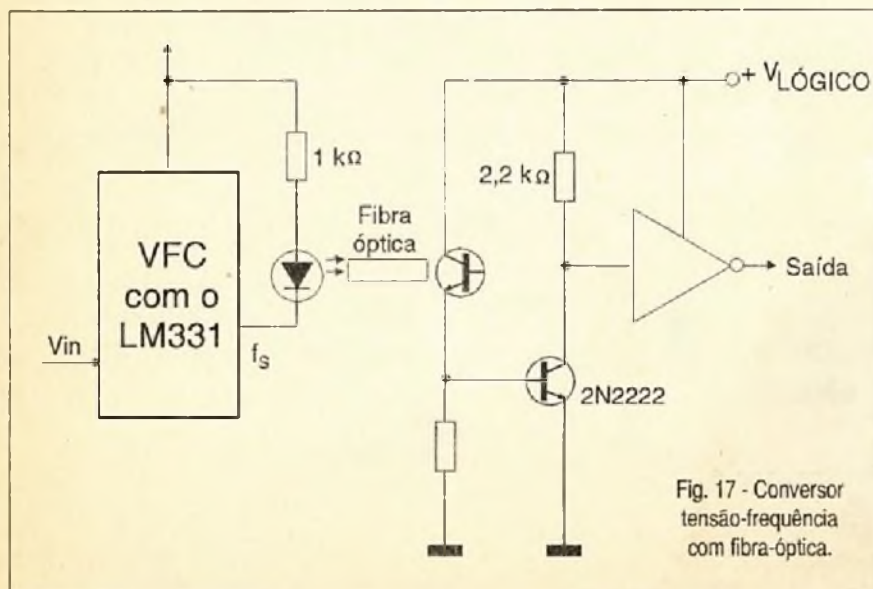 + VLÓGICO
1 kΩ
2,2 kΩ
Fibra
óptica
VFC
com o
LM331
Saída
Vin
fs
2N2222
Fig. 17 - Conversor
tensão-frequência
com fibra-óptica.